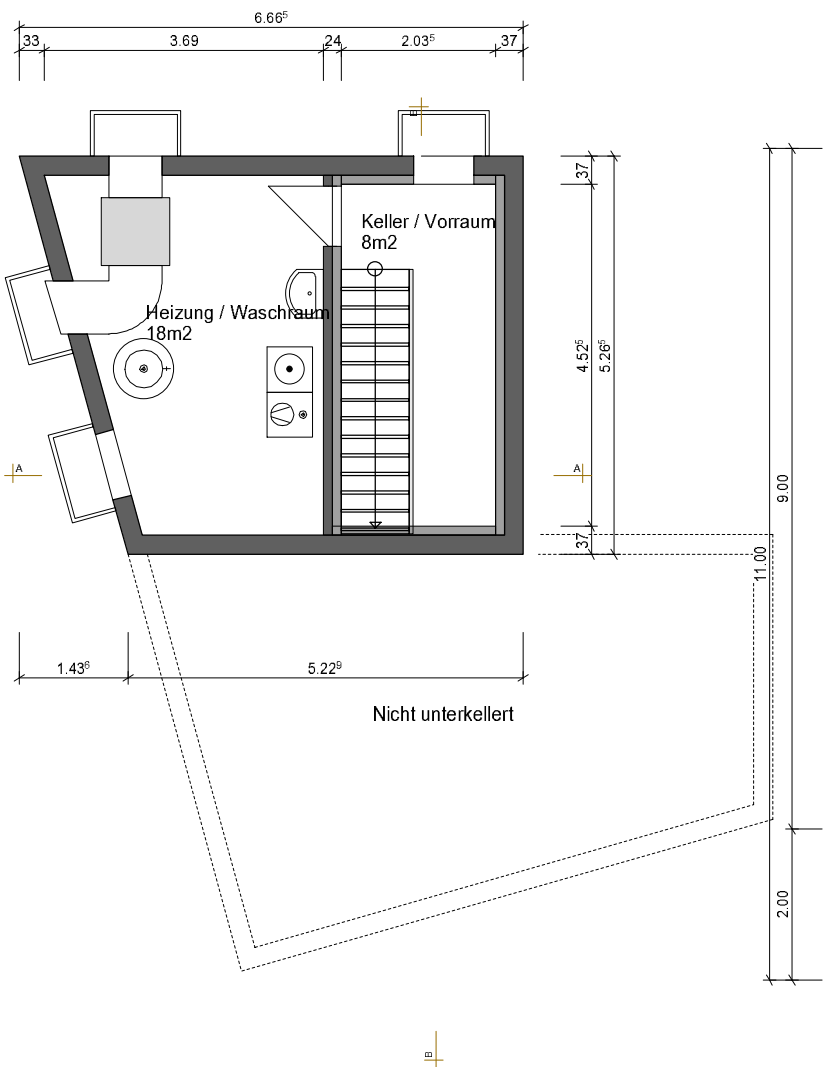 6.66⁵
33
3.69
24
2.03⁵
37
B
Keller / Vorraum
8m2
Heizung / Waschraum
18m2
37
4.52⁵
5.26⁵
37
A
A
9.00
11.00
1.43⁶
5.22⁹
Nicht unterkellert
2.00
B